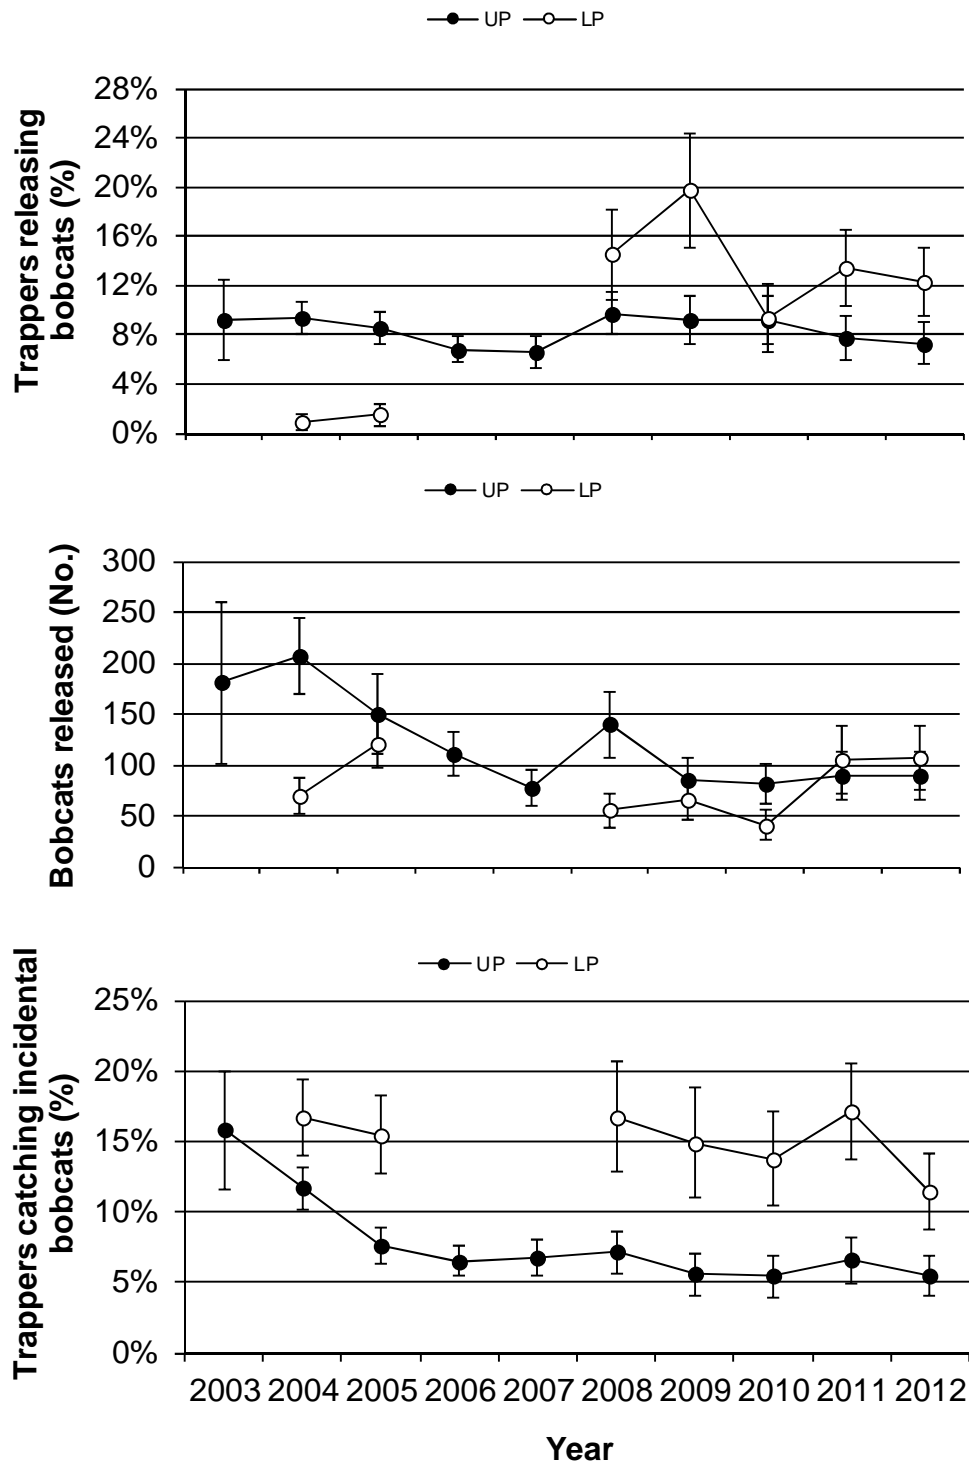 UP LP
Trappers releasing
bobcats (%)
28%
24%
20%
16%
12%
8%
4%
0%
UP LP
Bobcats released (No.)
300
250
200
150
100
50
0
UP LP
Trappers catching incidental
bobcats (%)
25%
20%
15%
10%
5%
0%
2003 2004 2005 2006 2007 2008 2009 2010 2011 2012
Year